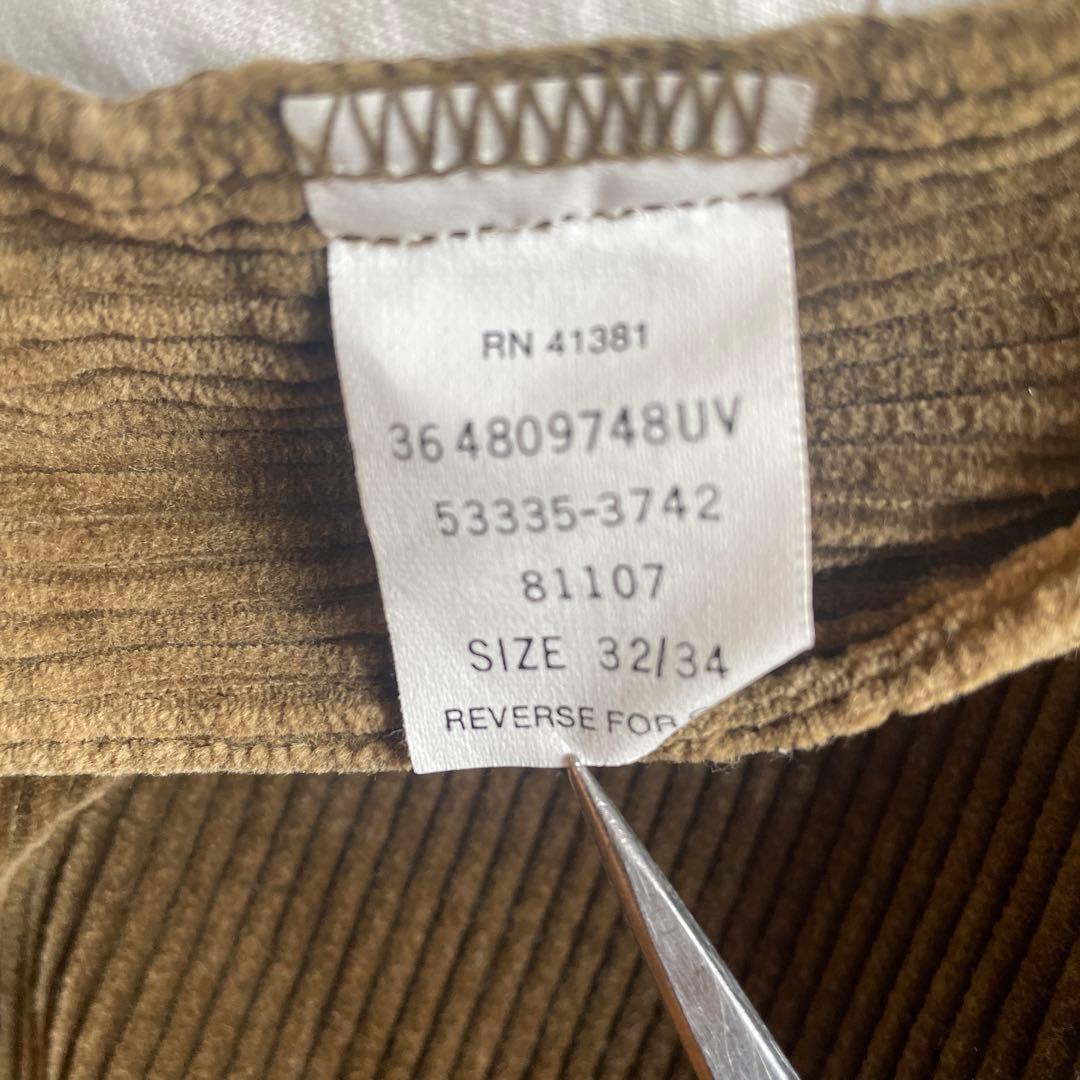 RN 41381
364809748UV
53335-3742
81107
SIZE 32/34
REVERSE FOR